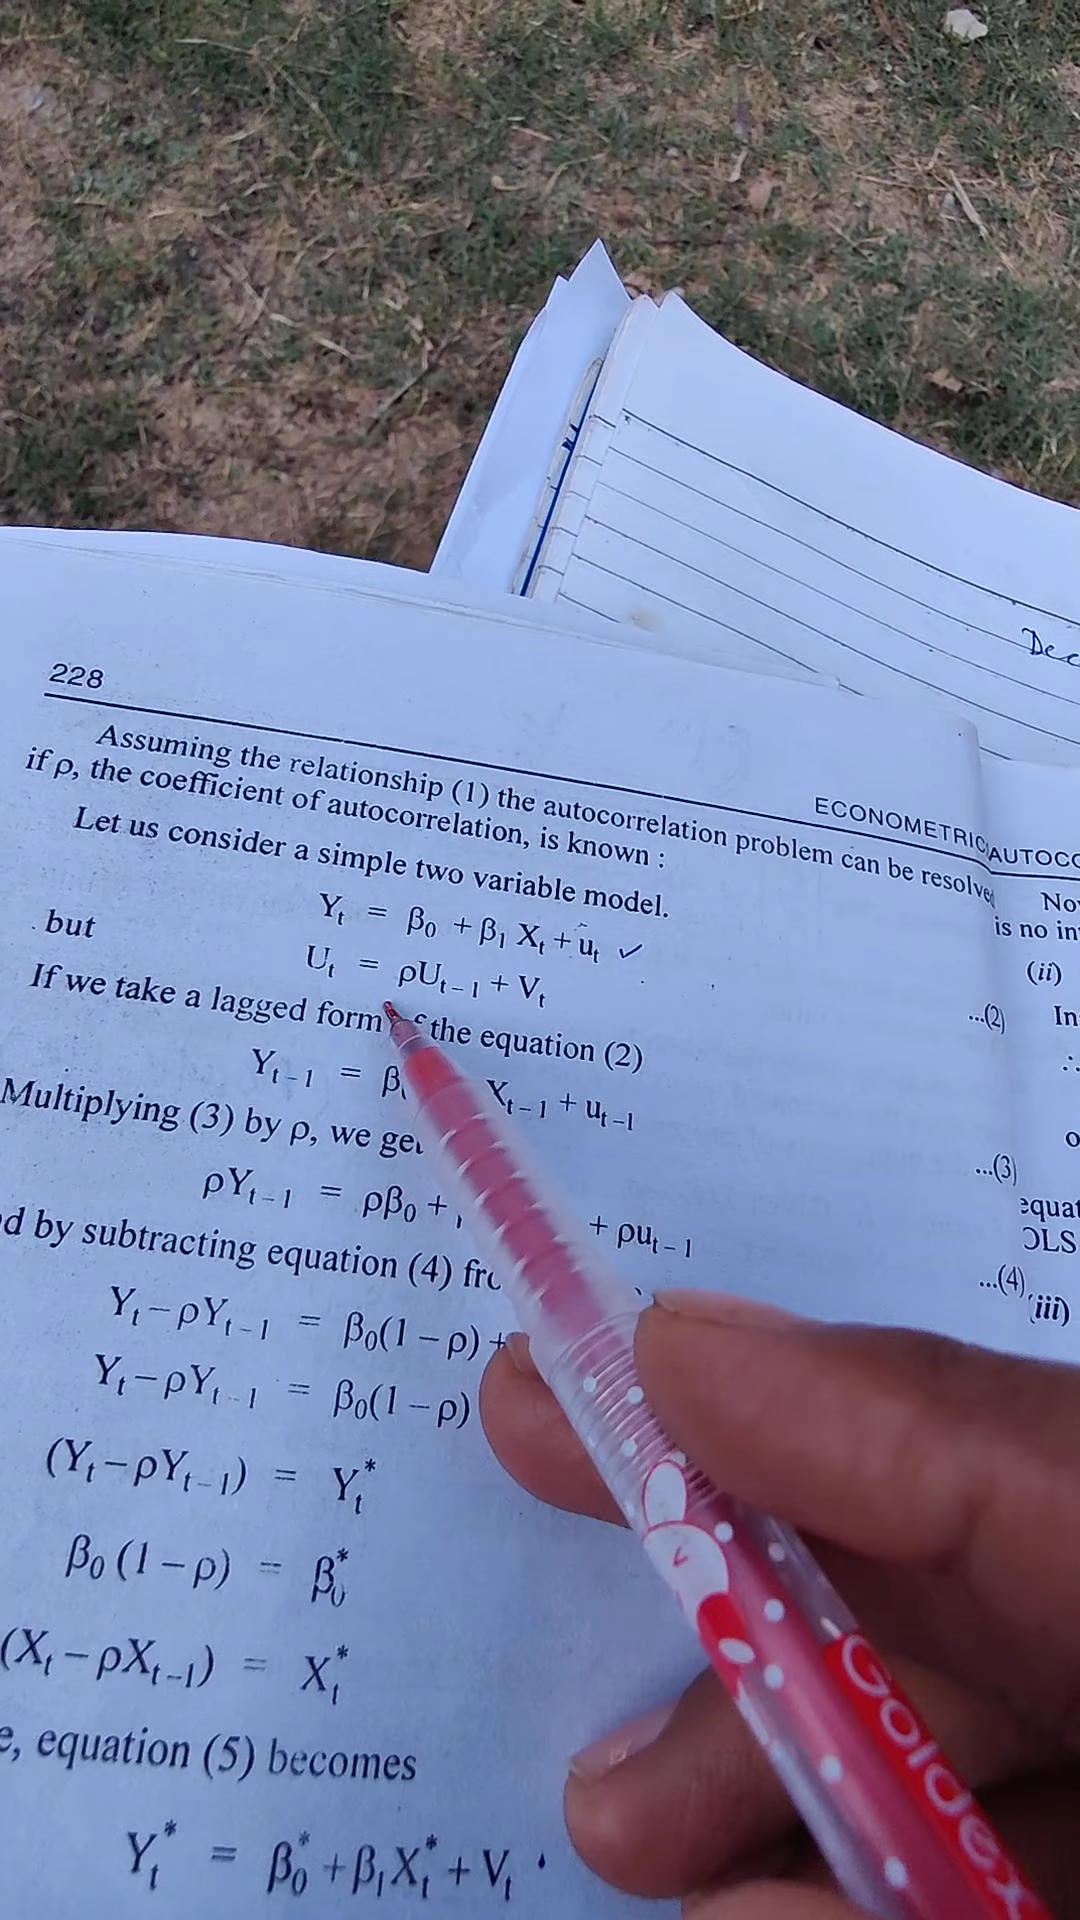 228
ECONOMETRIC
Assuming the relationship (1) the autocorrelation problem can be resolve
if ρ, the coefficient of autocorrelation, is known :
Let us consider a simple two variable model.
Yₜ = β₀ + β₁ Xₜ + uₜ ✓
but
Uₜ = ρUₜ₋₁ + Vₜ
...(2)
If we take a lagged form of the equation (2)
Yₜ₋₁ = β Xₜ₋₁ + uₜ₋₁
...(3)
Multiplying (3) by ρ, we get
ρYₜ₋₁ = ρβ₀ + + ρuₜ₋₁
...(4)
d by subtracting equation (4)
Yₜ − ρYₜ₋₁ = β₀(1 − ρ) +
Yₜ − ρYₜ₋₁ = β₀(1 − ρ)
(Yₜ − ρYₜ₋₁) = Yₜ*
β₀ (1 − ρ) = β₀*
(Xₜ − ρXₜ₋₁) = Xₜ*
e, equation (5) becomes
Yₜ* = β₀* + β₁Xₜ* + Vₜ
AUTOCO
No
is no in
(ii)
In
∴
o
equat
OLS
(iii)
Dec
Goldex